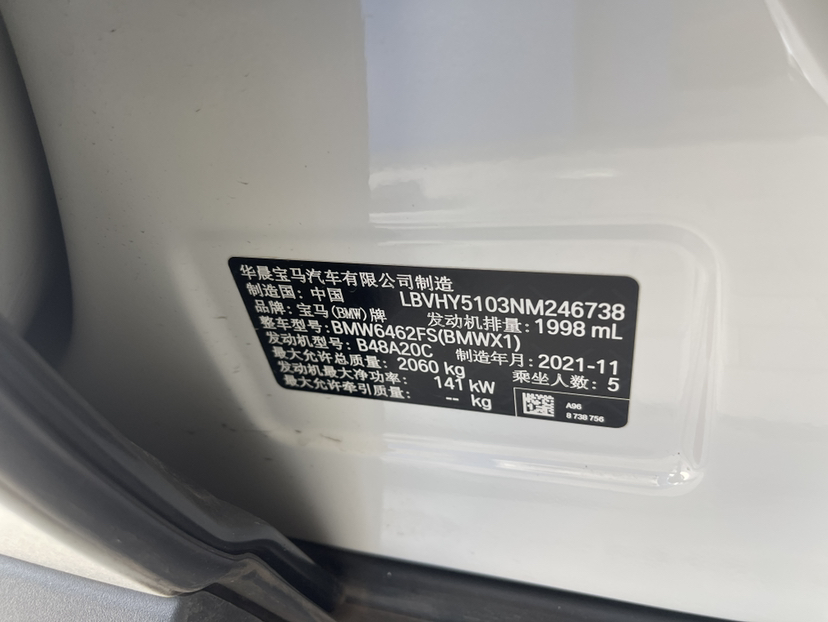 华晨宝马汽车有限公司制造
制造国：中国 LBVHY5103NM246738
品牌：宝马(BMW)牌 发动机排量：1998 mL
整车型号：BMW6462FS(BMWX1)
发动机型号：B48A20C 制造年月：2021-11
最大允许总质量：2060 kg 乘坐人数：5
发动机最大净功率： 141 kW
最大允许牵引质量： -- kg
A96
8 738 756